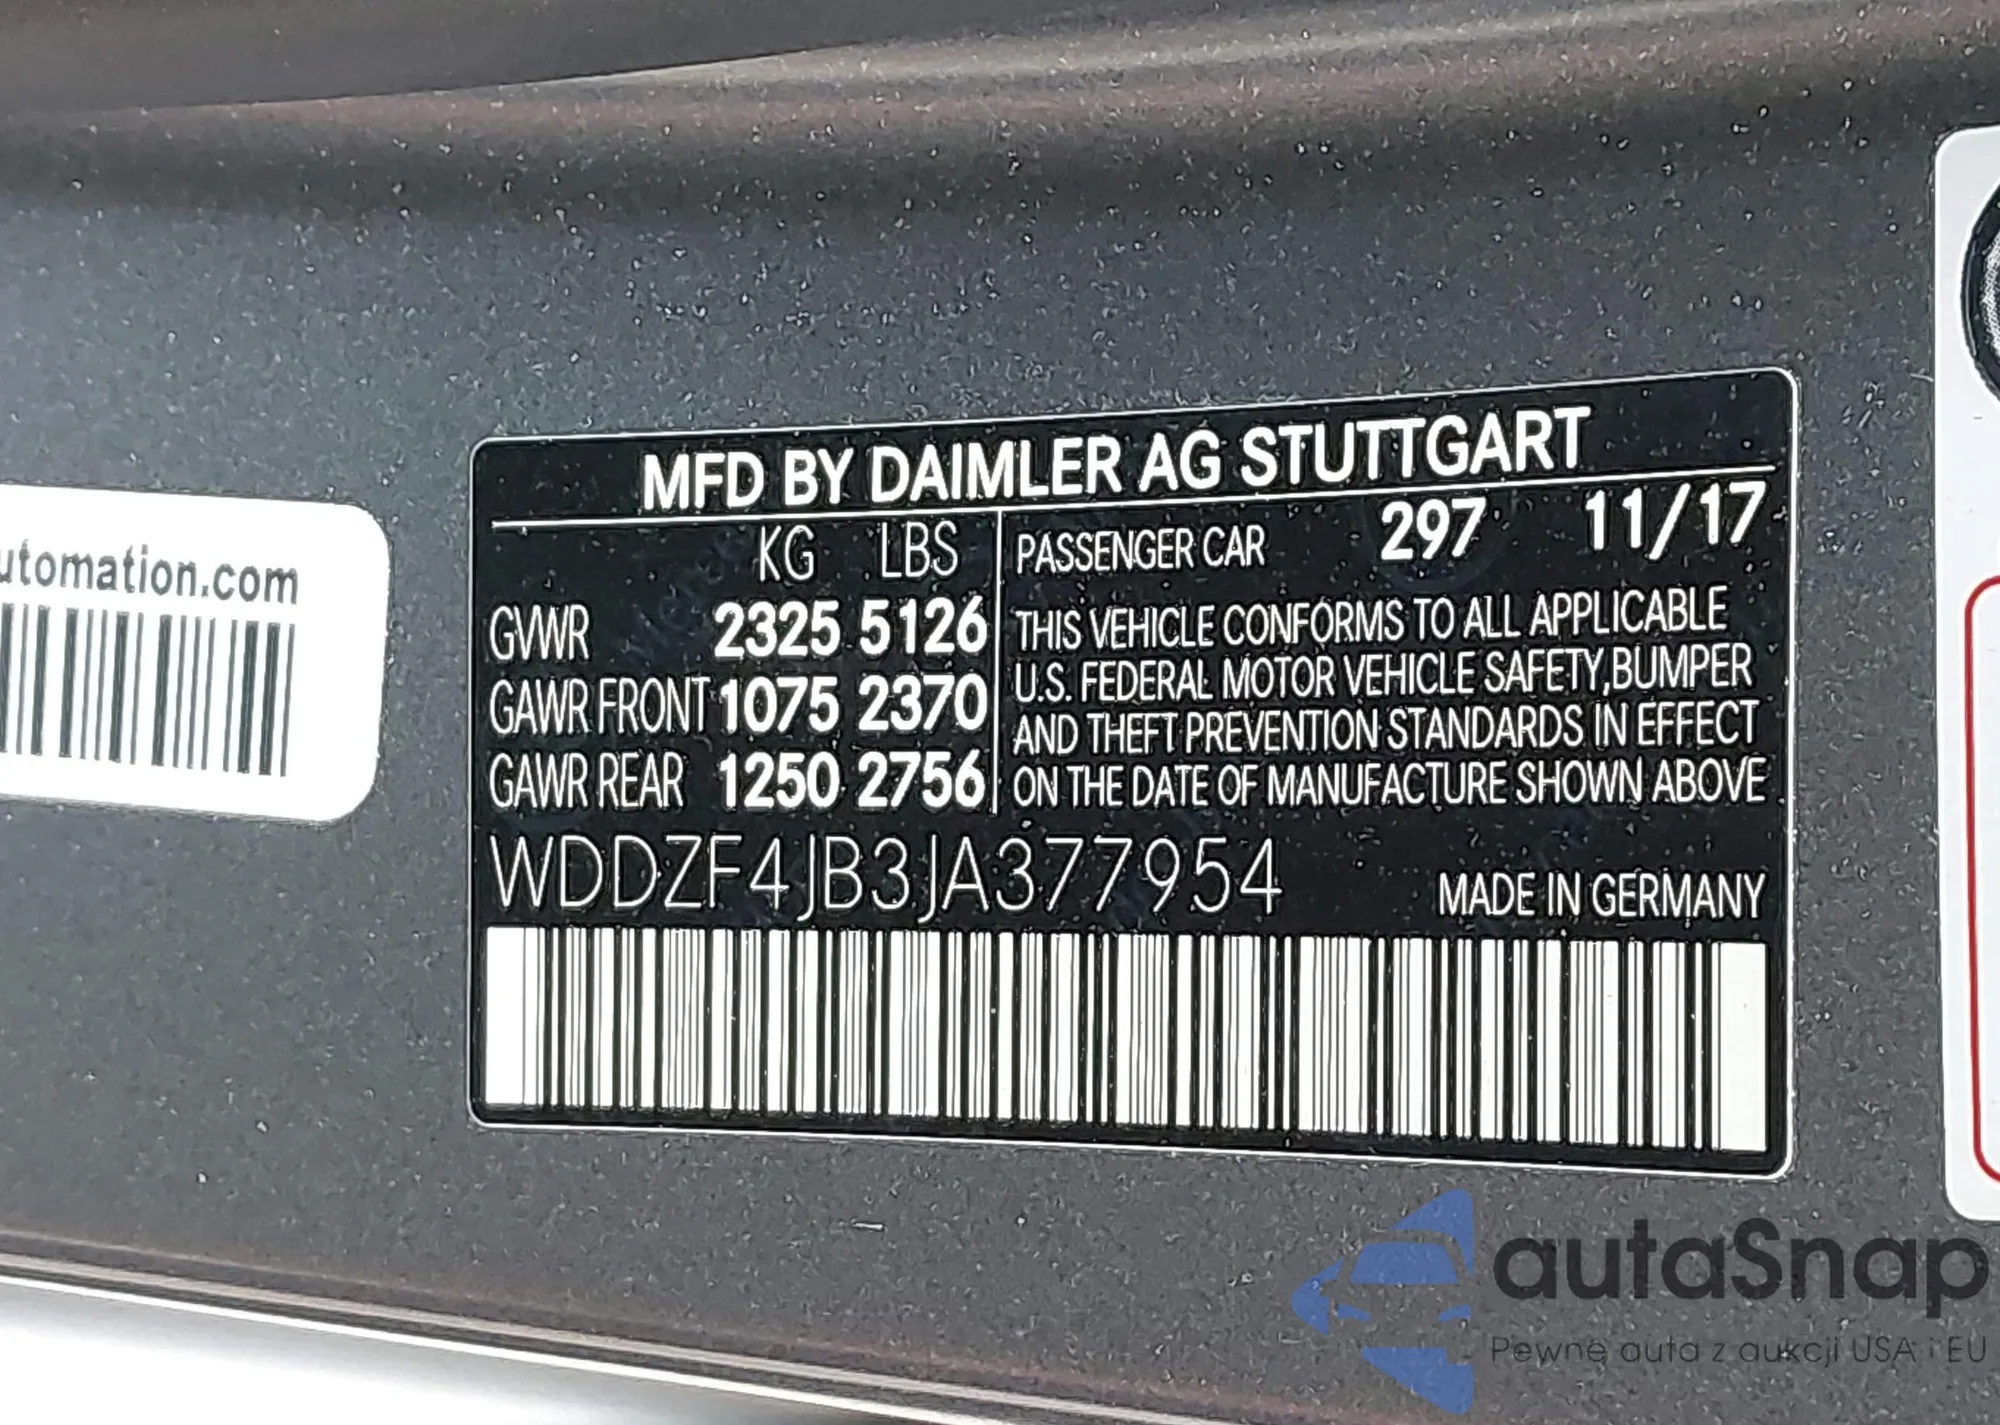 utomation.com
MFD BY DAIMLER AG STUTTGART
KG LBS
GVWR 2325 5126
GAWR FRONT 1075 2370
GAWR REAR 1250 2756
PASSENGER CAR 297 11/17
THIS VEHICLE CONFORMS TO ALL APPLICABLE
U.S. FEDERAL MOTOR VEHICLE SAFETY, BUMPER
AND THEFT PREVENTION STANDARDS IN EFFECT
ON THE DATE OF MANUFACTURE SHOWN ABOVE
WDDZF4JB3JA377954
MADE IN GERMANY
autaSnap
Pewne auta z aukcji USA i EU